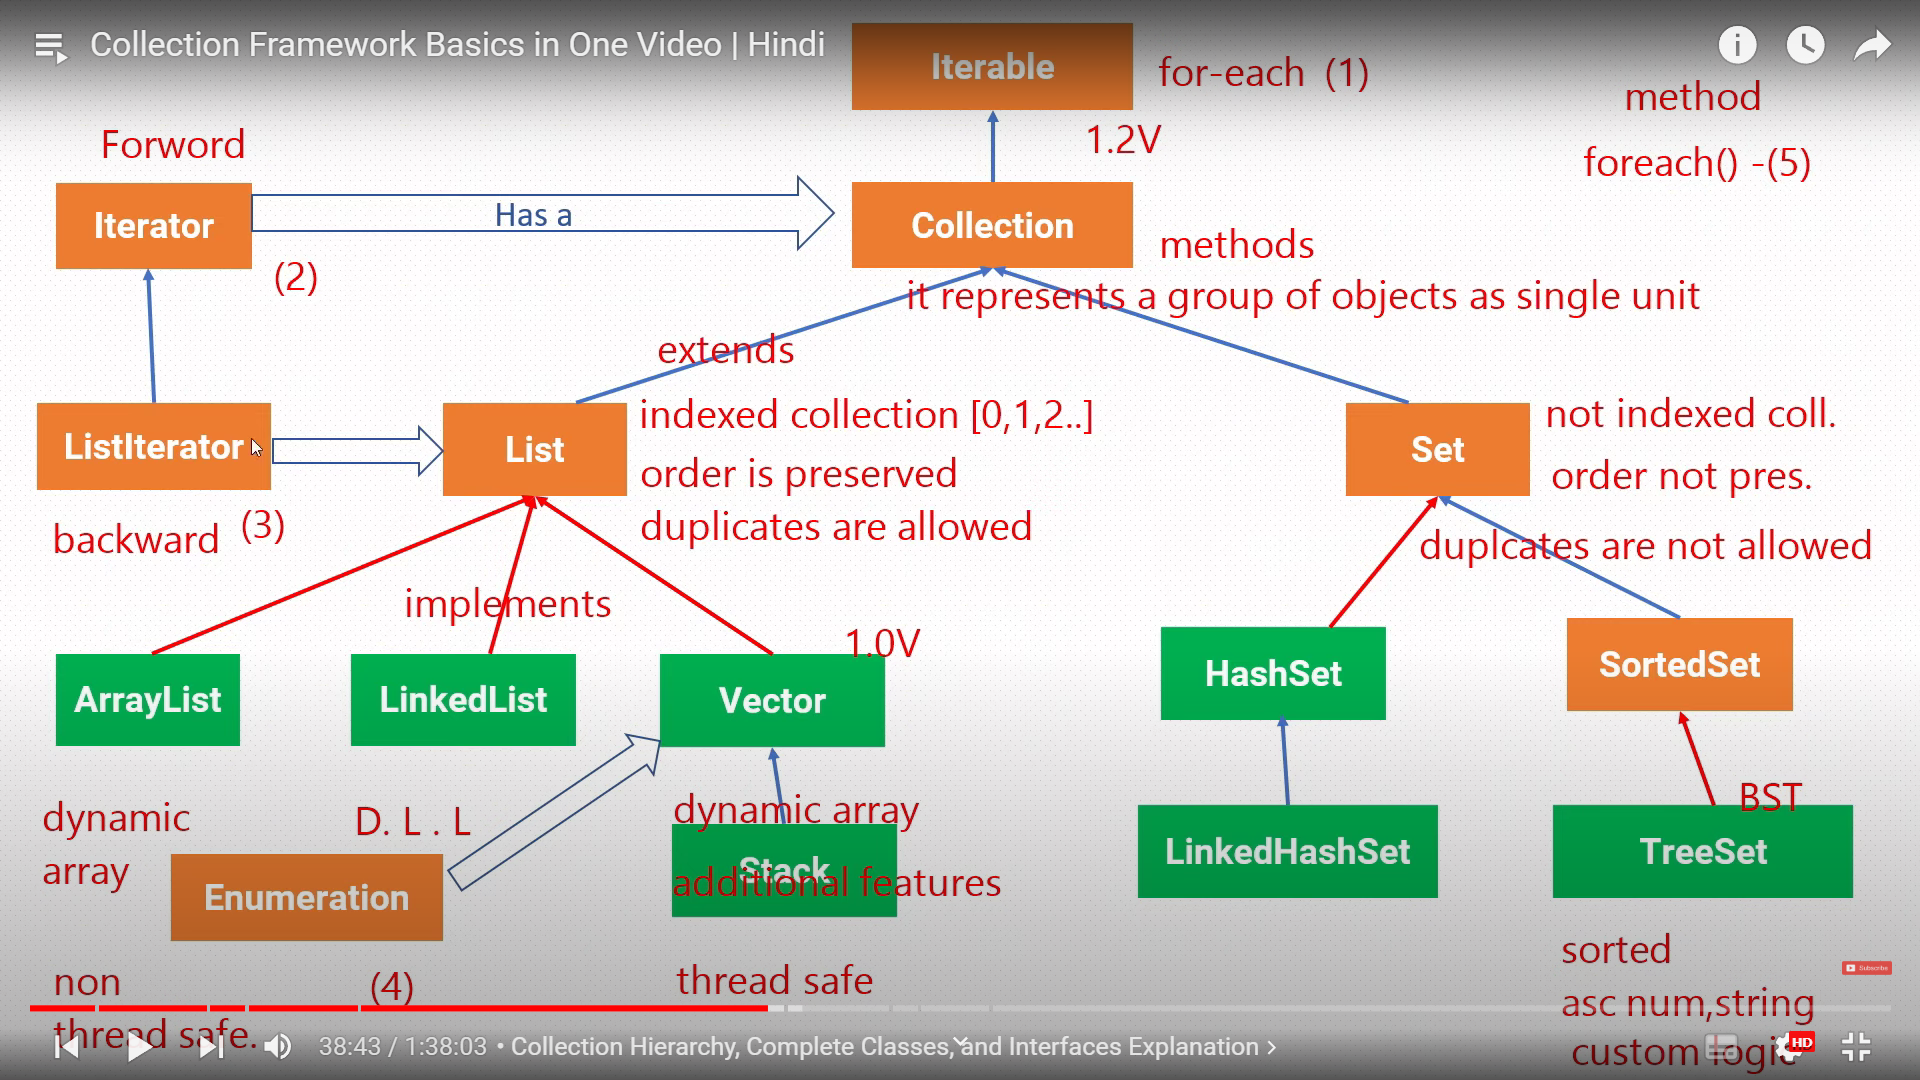 Collection Framework Basics in One Video | Hindi
Iterable
for-each (1)
method
1.2V
foreach() -(5)
Forword
Iterator
Has a
Collection
(2)
methods
it represents a group of objects as single unit
extends
ListIterator
List
indexed collection [0,1,2..]
order is preserved
duplicates are allowed
Set
not indexed coll.
order not pres.
duplcates are not allowed
backward (3)
implements
1.0V
ArrayList
LinkedList
Vector
HashSet
SortedSet
dynamic
array
D. L . L
dynamic array
Stack
additional features
LinkedHashSet
BST
TreeSet
Enumeration
non
thread safe.
(4)
thread safe
sorted
asc num,string
custom logic
Subscribe
38:43 / 1:38:03 • Collection Hierarchy, Complete Classes, and Interfaces Explanation
HD